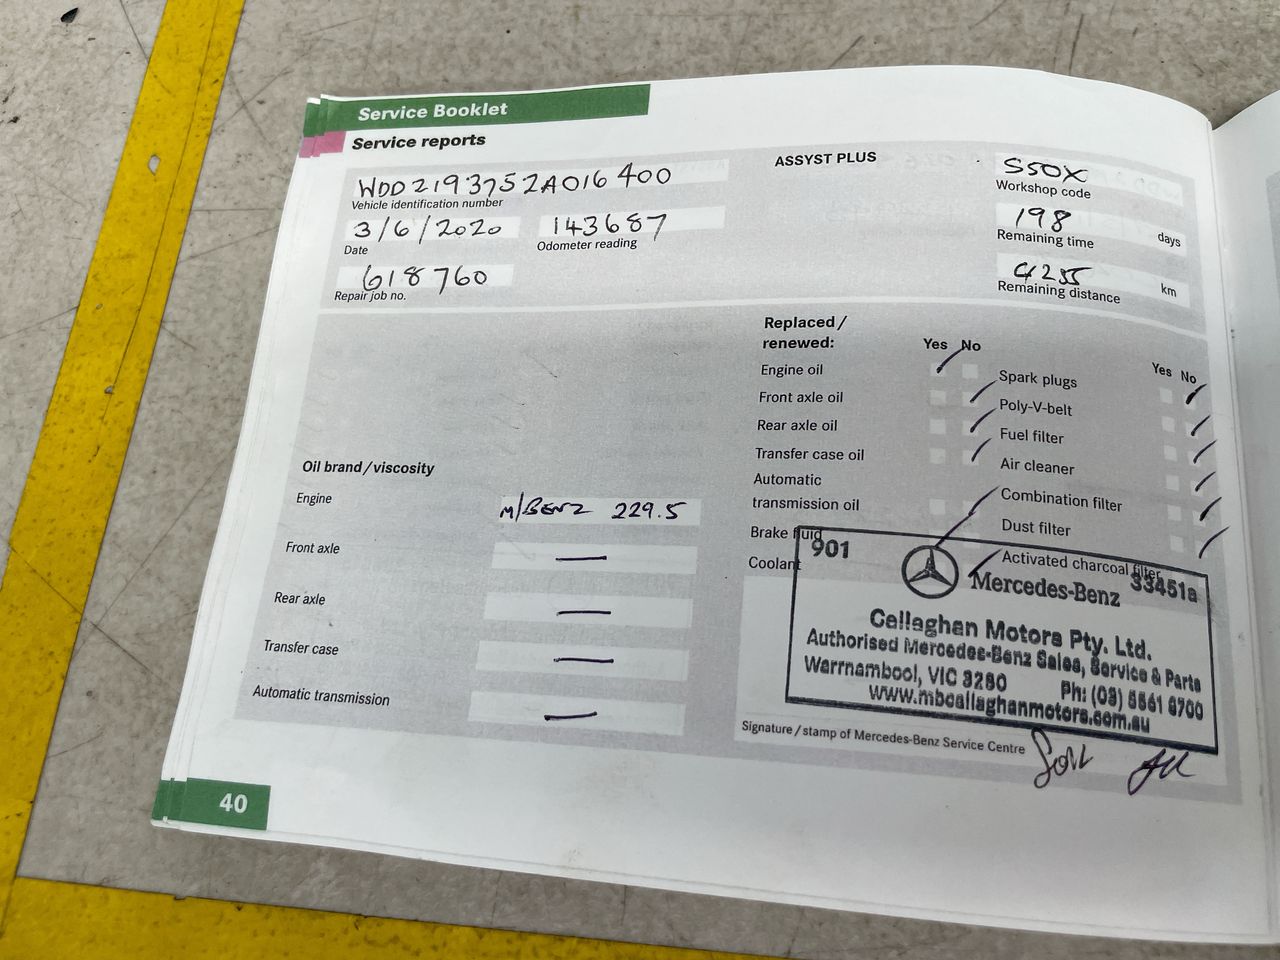 Service Booklet
Service reports
WDD2193752A016400
Vehicle identification number
3/6/2020
Date
143687
Odometer reading
618760
Repair job no.
ASSYST PLUS
S50X
Workshop code
198 days
Remaining time
4255 km
Remaining distance
Oil brand/viscosity
Engine
M/BENZ 229.5
Front axle
—
Rear axle
—
Transfer case
—
Automatic transmission
—
Replaced/
renewed:
Yes No
Engine oil
Front axle oil
Rear axle oil
Transfer case oil
Automatic
transmission oil
Brake fluid
Coolant
Yes No
Spark plugs
Poly-V-belt
Fuel filter
Air cleaner
Combination filter
Dust filter
Activated charcoal filter
901
33451a
Mercedes-Benz
Callaghan Motors Pty. Ltd.
Authorised Mercedes-Benz Sales, Service & Parts
Warrnambool, VIC 3280 Ph: (03) 5561 8700
www.mbcallaghanmotors.com.au
Signature/stamp of Mercedes-Benz Service Centre
40